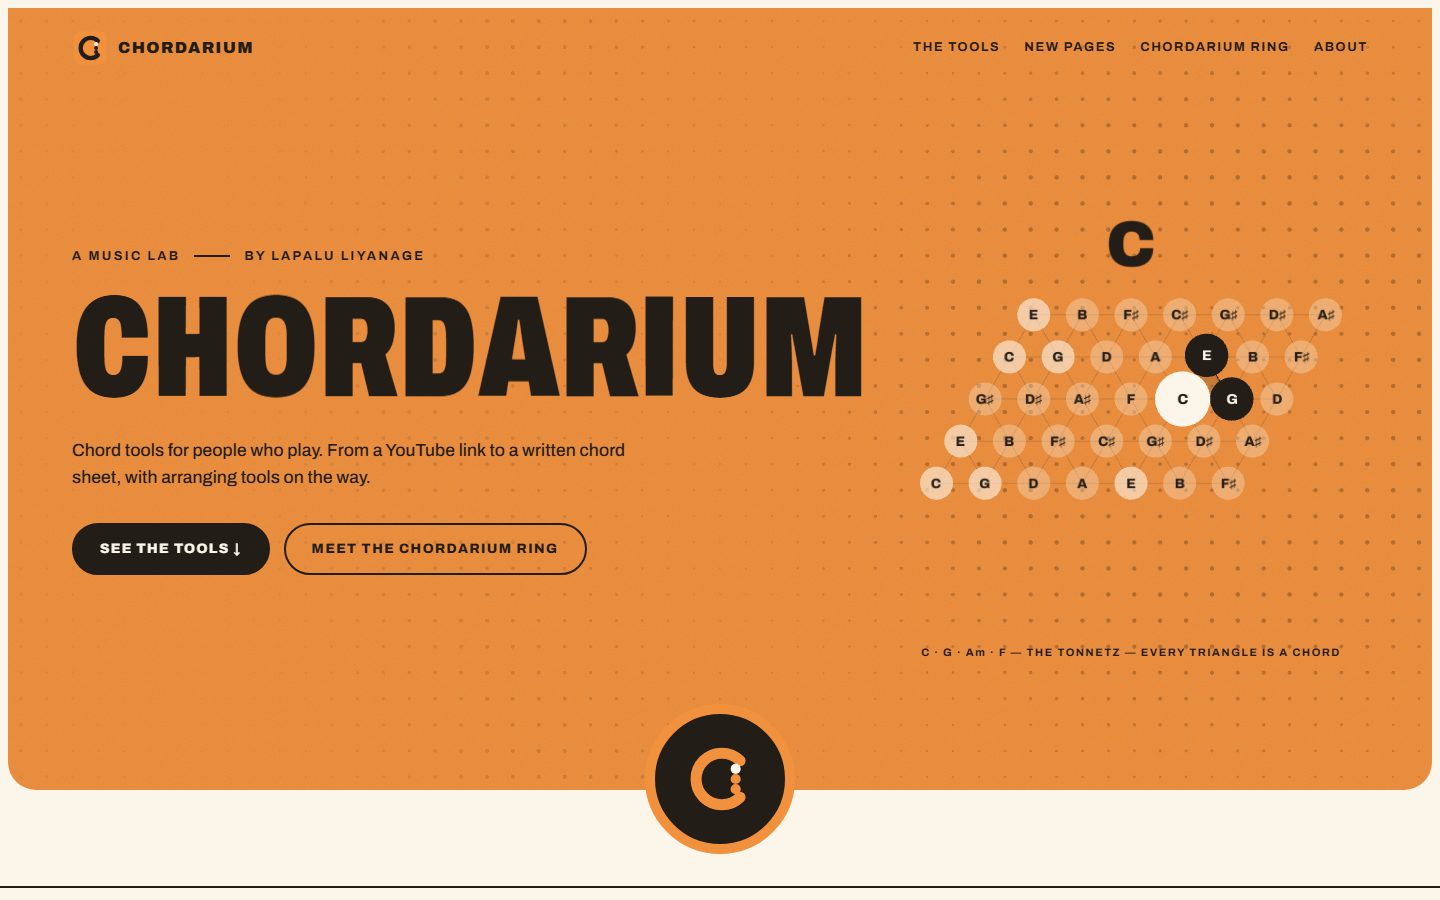 CHORDARIUM
THE TOOLS NEW PAGES CHORDARIUM RING ABOUT
A MUSIC LAB — BY LAPALU LIYANAGE
CHORDARIUM
Chord tools for people who play. From a YouTube link to a written chord
sheet, with arranging tools on the way.
SEE THE TOOLS ↓ MEET THE CHORDARIUM RING
C
E B F♯ C♯ G♯ D♯ A♯
C G D A E B F♯
G♯ D♯ A♯ F C G D
E B F♯ C♯ G♯ D♯ A♯
C G D A E B F♯
C · G · Am · F — THE TONNETZ — EVERY TRIANGLE IS A CHORD